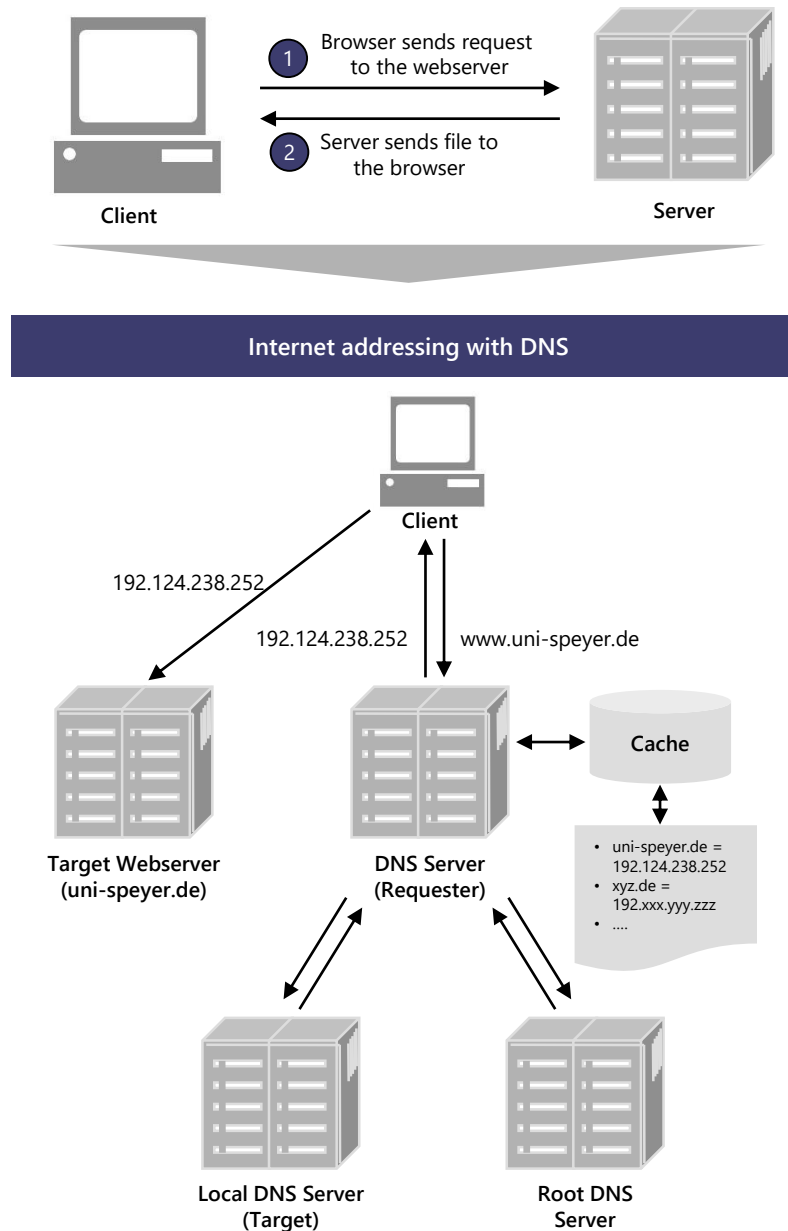 1
Browser sends request
to the webserver
2
Server sends file to
the browser
Client
Server
Internet addressing with DNS
Client
192.124.238.252
192.124.238.252
www.uni-speyer.de
Cache
Target Webserver
(uni-speyer.de)
DNS Server
(Requester)
• uni-speyer.de =
192.124.238.252
• xyz.de =
192.xxx.yyy.zzz
• ....
Local DNS Server
(Target)
Root DNS
Server